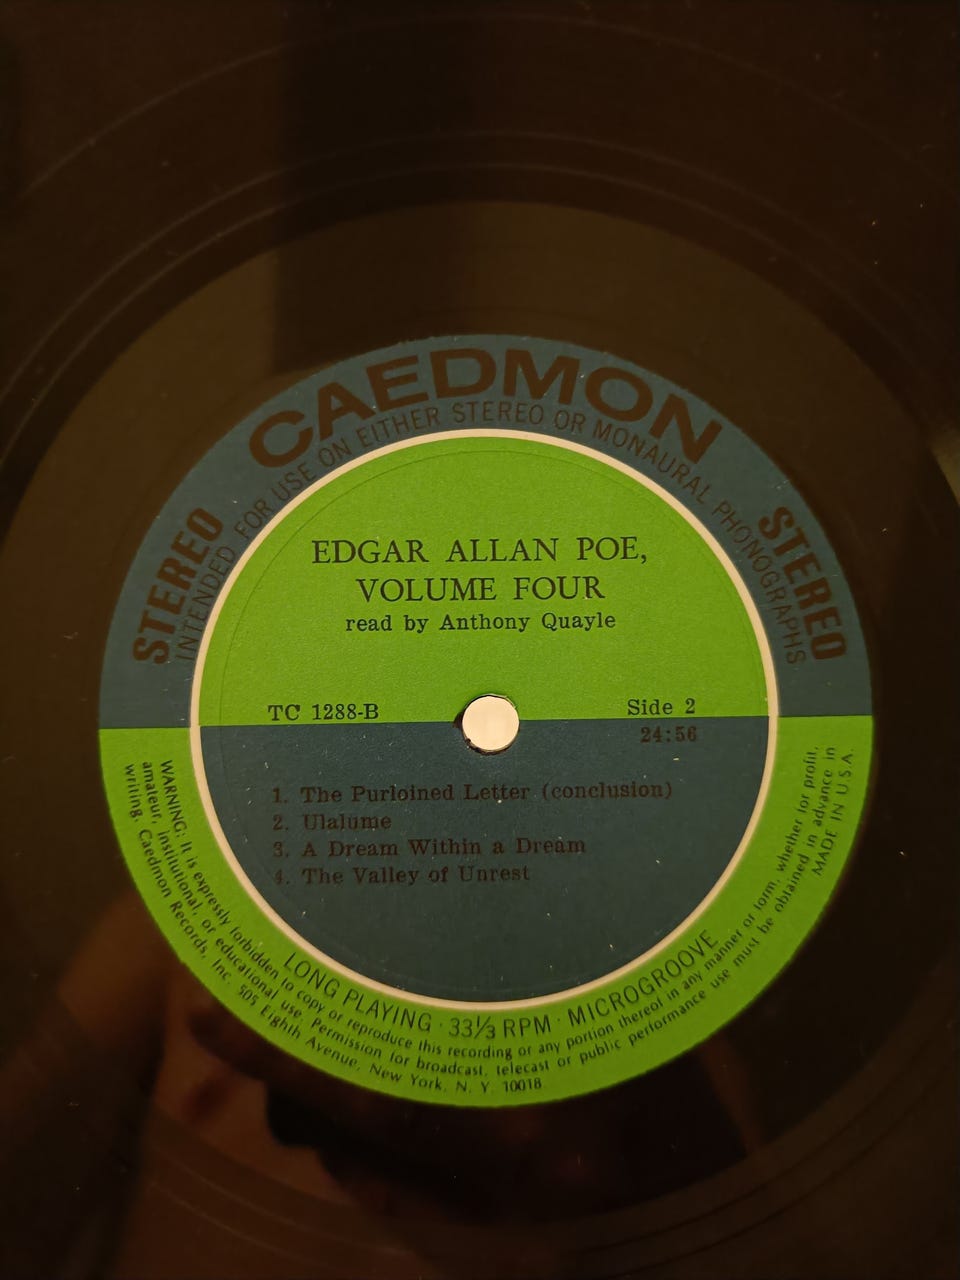 CAEDMON
STEREO INTENDED FOR USE ON EITHER STEREO OR MONAURAL PHONOGRAPHS STEREO
EDGAR ALLAN POE,
VOLUME FOUR
read by Anthony Quayle
TC 1288-B Side 2
24:56
1. The Purloined Letter (conclusion)
2. Ulalume
3. A Dream Within a Dream
4. The Valley of Unrest
LONG PLAYING · 33⅓ RPM · MICROGROOVE
WARNING: It is expressly forbidden to copy or reproduce this recording or any portion thereof in any manner or form, whether for profit,
amateur, institutional, or educational use. Permission for broadcast, telecast or public performance use must be obtained in advance in
writing. Caedmon Records, Inc. 505 Eighth Avenue, New York, N. Y. 10018
MADE IN U.S.A.